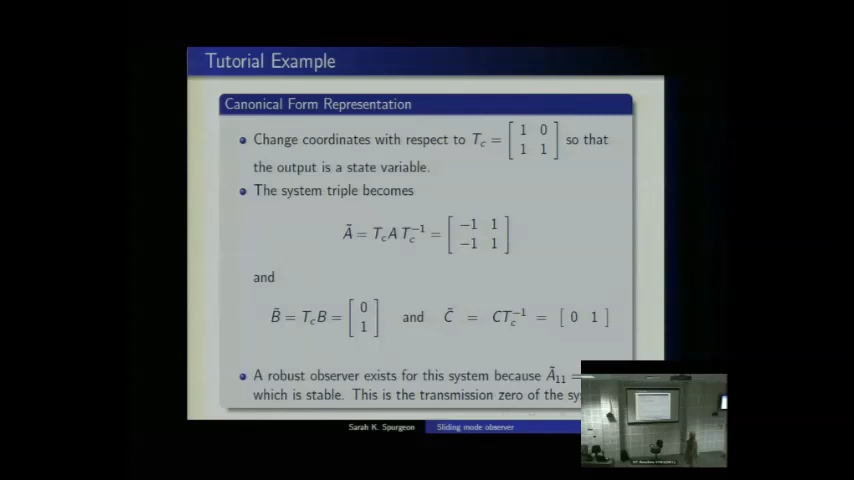 Tutorial Example
Canonical Form Representation
Change coordinates with respect to T_c = [ 1 0 ; 1 1 ] so that
the output is a state variable.
The system triple becomes
Ã = T_c A T_c^{-1} = [ −1 1 ; −1 1 ]
and
B̃ = T_c B = [ 0 ; 1 ] and C̃ = C T_c^{-1} = [ 0 1 ]
A robust observer exists for this system because Ã_11 =
which is stable. This is the transmission zero of the sy
Sarah K. Spurgeon Sliding mode observer